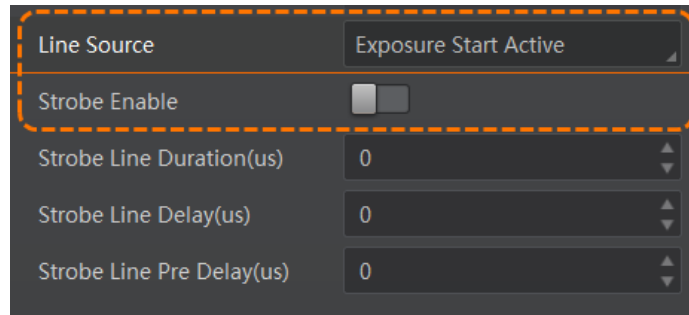 Line Source Exposure Start Active
Strobe Enable
Strobe Line Duration(us) 0
Strobe Line Delay(us) 0
Strobe Line Pre Delay(us) 0